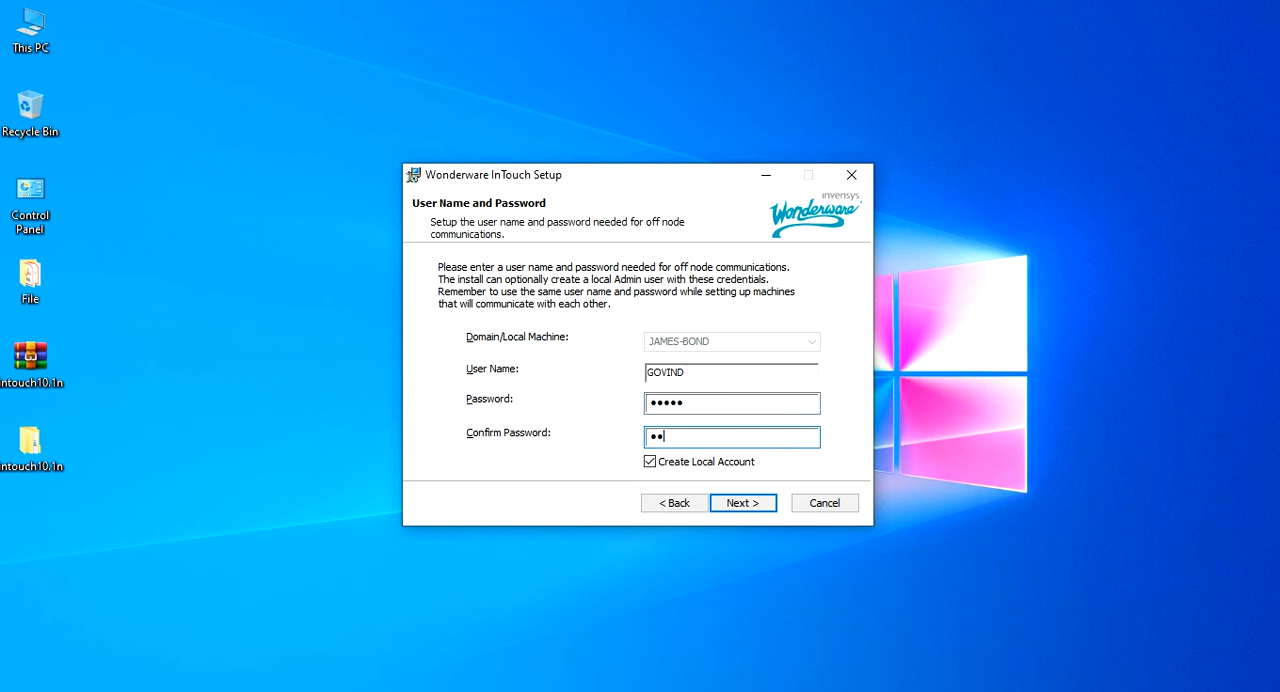 This PC
Recycle Bin
Control
Panel
File
intouch10.1n
intouch10.1n
Wonderware InTouch Setup
User Name and Password
Setup the user name and password needed for off node
communications.
invensys
Wonderware
Please enter a user name and password needed for off node communications.
The install can optionally create a local Admin user with these credentials.
Remember to use the same user name and password while setting up machines
that will communicate with each other.
Domain/Local Machine:
JAMES-BOND
User Name:
GOVIND
Password:
●●●●●
Confirm Password:
●●
Create Local Account
< Back
Next >
Cancel